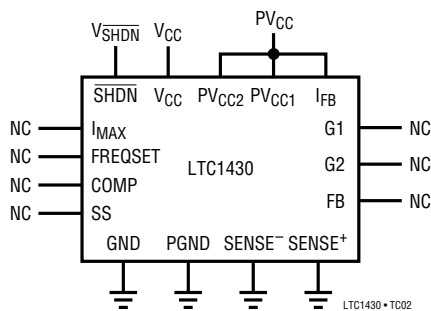 PVCC
VSHDN VCC
SHDN VCC PVCC2 PVCC1 IFB
NC IMAX G1 NC
NC FREQSET
LTC1430
G2 NC
NC COMP
FB NC
NC SS
GND PGND SENSE– SENSE+
LTC1430 • TC02